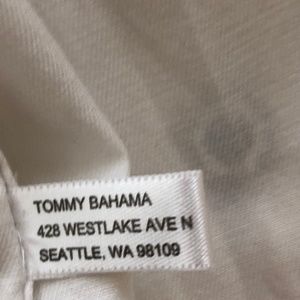 TOMMY BAHAMA
428 WESTLAKE AVE N
SEATTLE, WA 98109